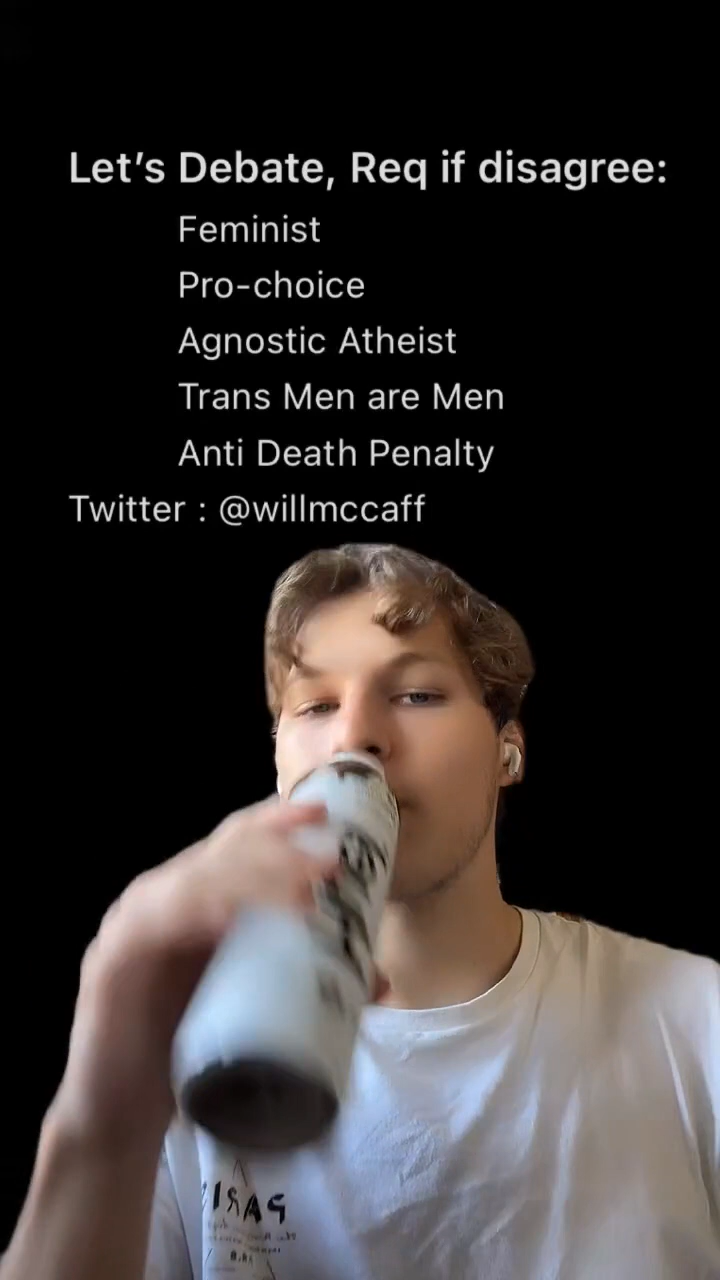 Let’s Debate, Req if disagree:
Feminist
Pro-choice
Agnostic Atheist
Trans Men are Men
Anti Death Penalty
Twitter : @willmccaff
PARIS